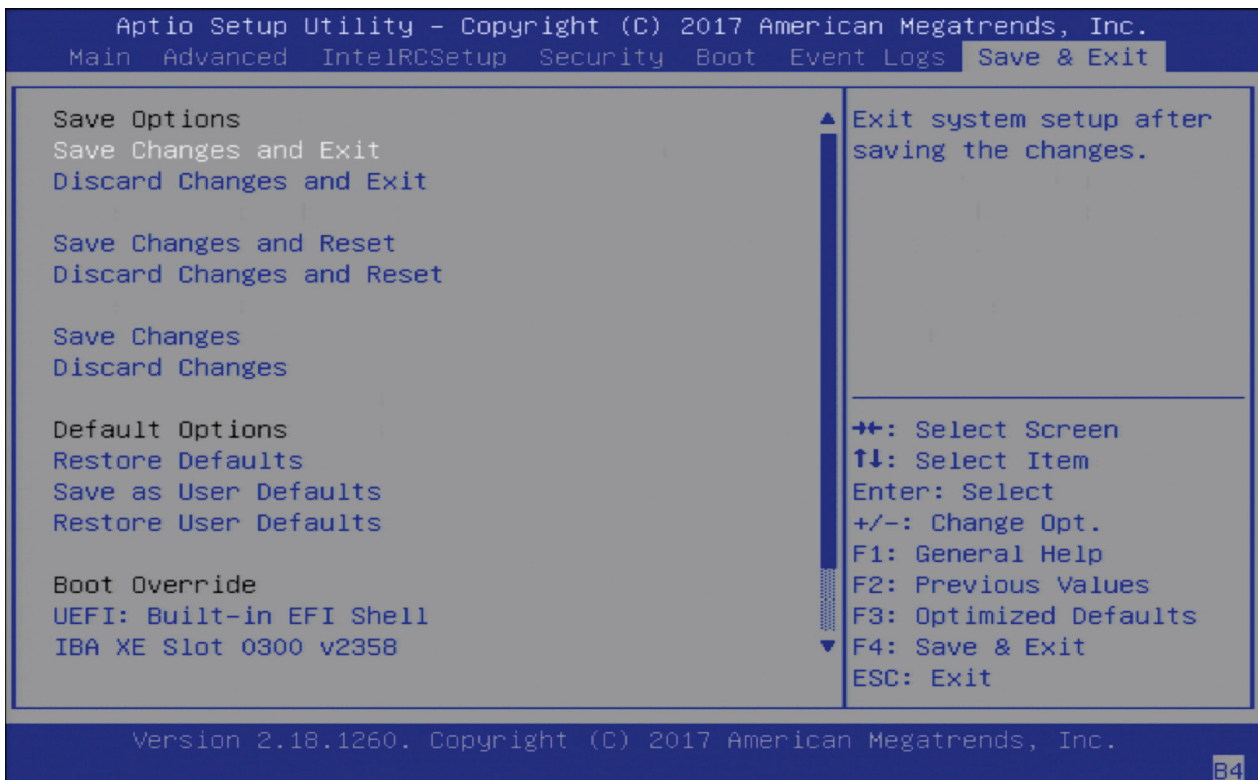 Aptio Setup Utility – Copyright (C) 2017 American Megatrends, Inc.
Main Advanced IntelRCSetup Security Boot Event Logs Save & Exit
Save Options
Save Changes and Exit
Discard Changes and Exit
Save Changes and Reset
Discard Changes and Reset
Save Changes
Discard Changes
Default Options
Restore Defaults
Save as User Defaults
Restore User Defaults
Boot Override
UEFI: Built-in EFI Shell
IBA XE Slot 0300 v2358
Exit system setup after
saving the changes.
→←: Select Screen
↑↓: Select Item
Enter: Select
+/-: Change Opt.
F1: General Help
F2: Previous Values
F3: Optimized Defaults
F4: Save & Exit
ESC: Exit
Version 2.18.1260. Copyright (C) 2017 American Megatrends, Inc.
B4